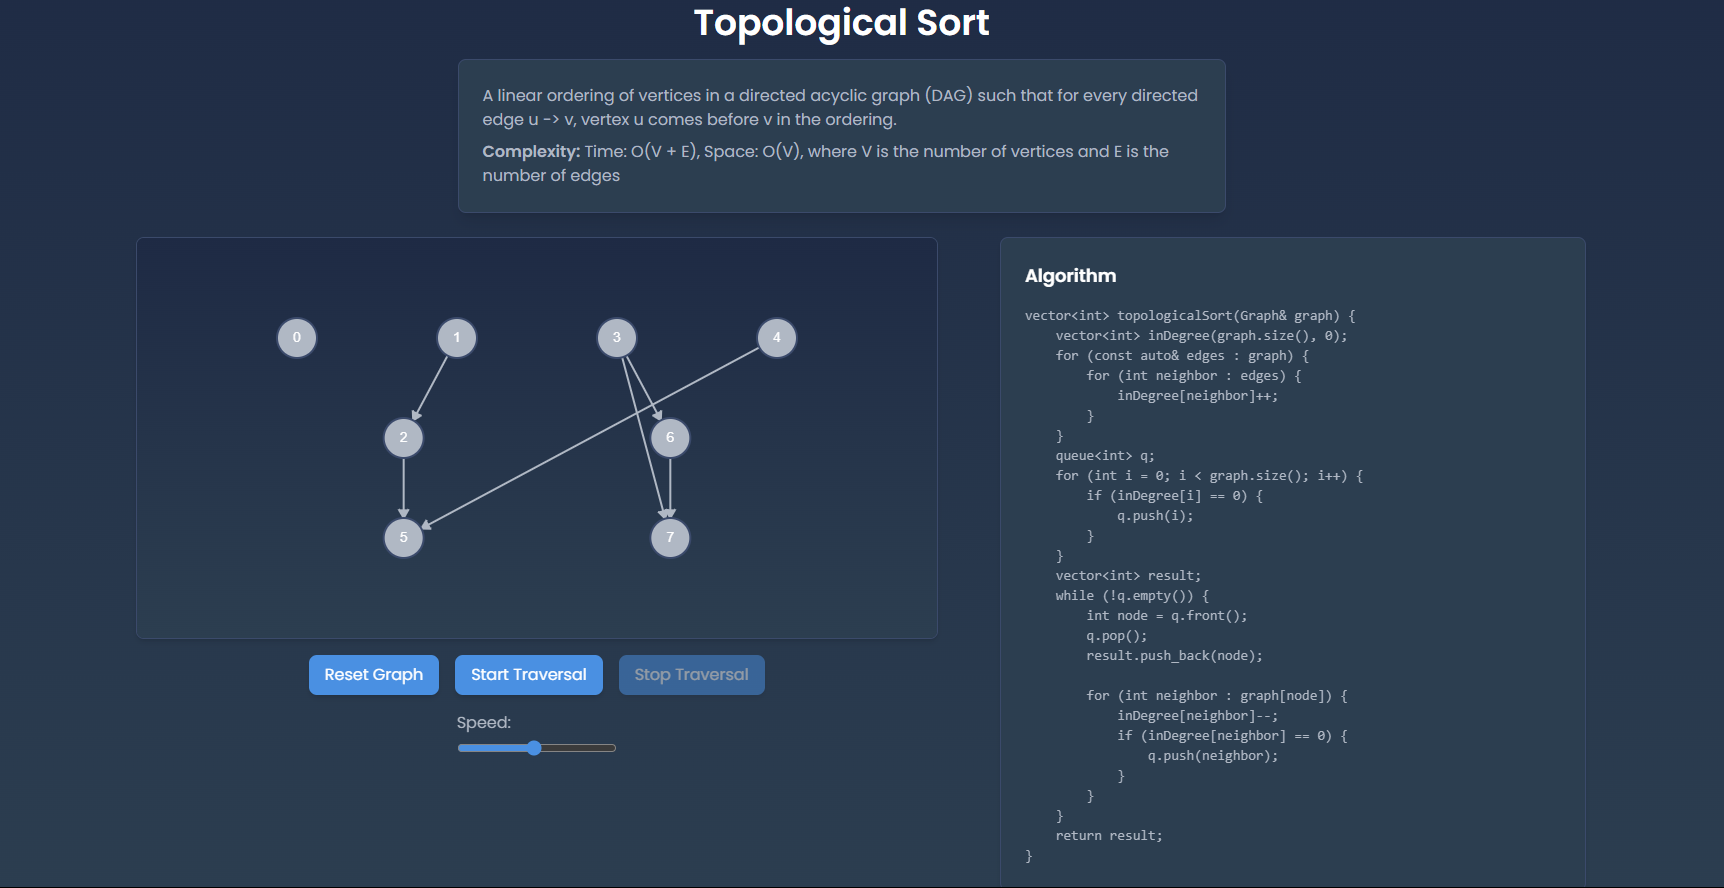 Topological Sort
A linear ordering of vertices in a directed acyclic graph (DAG) such that for every directed
edge u -> v, vertex u comes before v in the ordering.
Complexity: Time: O(V + E), Space: O(V), where V is the number of vertices and E is the
number of edges
0
1
3
4
2
6
5
7
Reset Graph
Start Traversal
Stop Traversal
Speed:
Algorithm
vector<int> topologicalSort(Graph& graph) {
    vector<int> inDegree(graph.size(), 0);
    for (const auto& edges : graph) {
        for (int neighbor : edges) {
            inDegree[neighbor]++;
        }
    }
    queue<int> q;
    for (int i = 0; i < graph.size(); i++) {
        if (inDegree[i] == 0) {
            q.push(i);
        }
    }
    vector<int> result;
    while (!q.empty()) {
        int node = q.front();
        q.pop();
        result.push_back(node);

        for (int neighbor : graph[node]) {
            inDegree[neighbor]--;
            if (inDegree[neighbor] == 0) {
                q.push(neighbor);
            }
        }
    }
    return result;
}